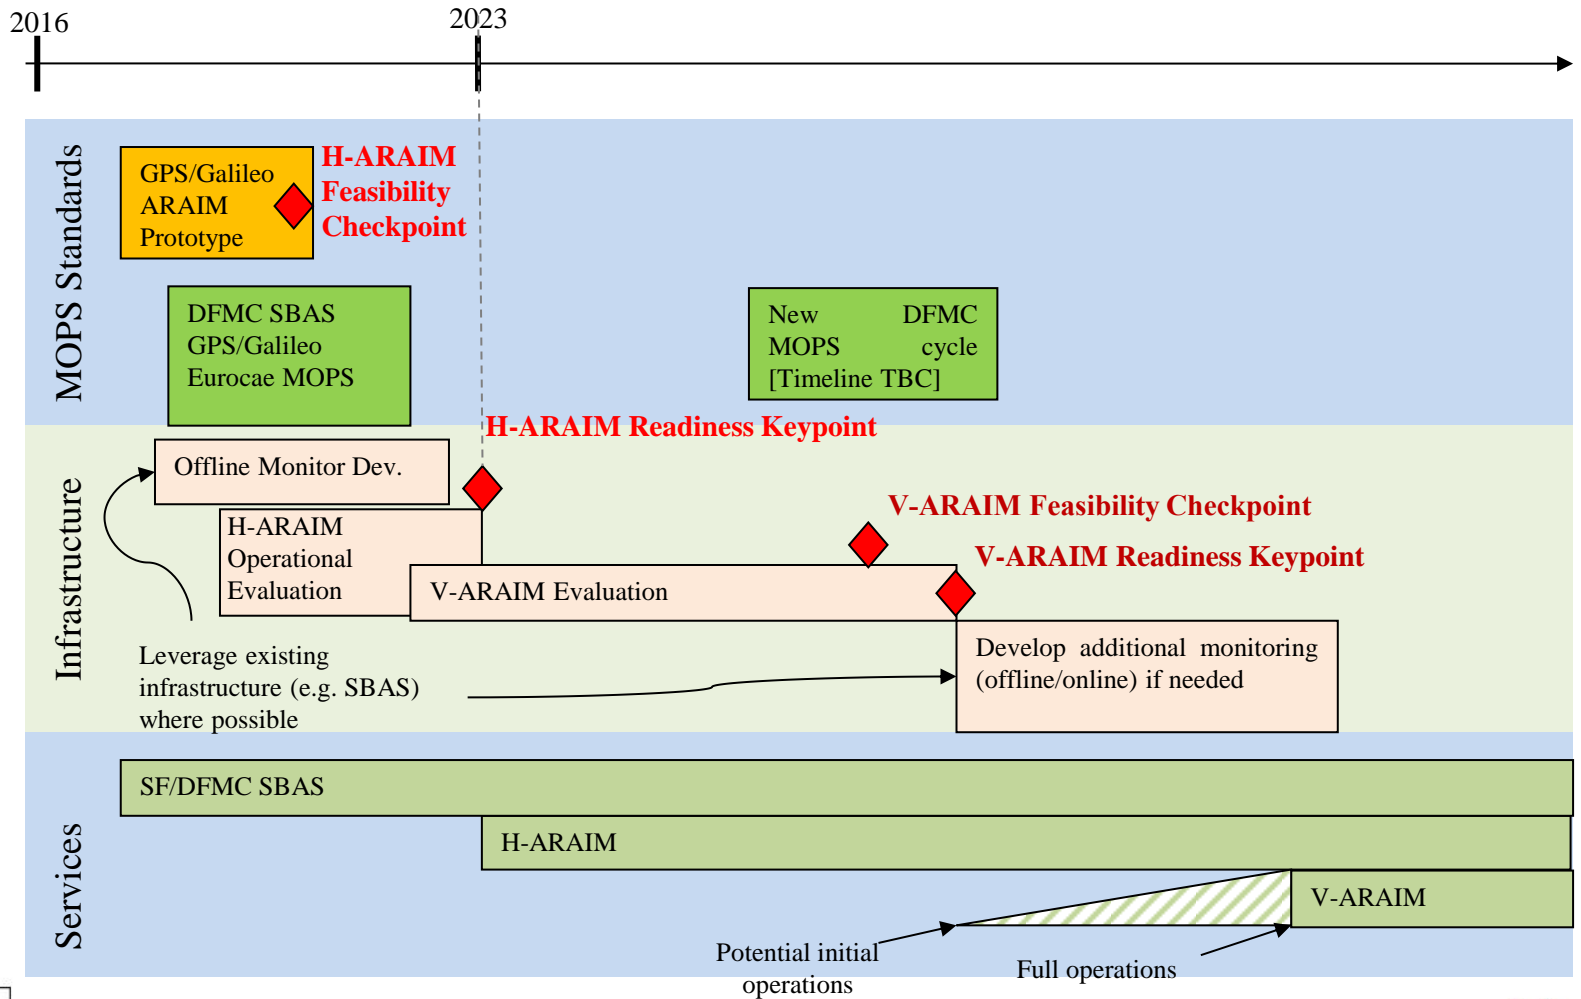 2016
2023
MOPS Standards
GPS/Galileo
ARAIM
Prototype
H-ARAIM
Feasibility
Checkpoint
DFMC SBAS
GPS/Galileo
Eurocae MOPS
New DFMC
MOPS cycle
[Timeline TBC]
H-ARAIM Readiness Keypoint
Infrastructure
Offline Monitor Dev.
H-ARAIM
Operational
Evaluation
V-ARAIM Feasibility Checkpoint
V-ARAIM Readiness Keypoint
V-ARAIM Evaluation
Leverage existing
infrastructure (e.g. SBAS)
where possible
Develop additional monitoring
(offline/online) if needed
Services
SF/DFMC SBAS
H-ARAIM
V-ARAIM
Potential initial
operations
Full operations